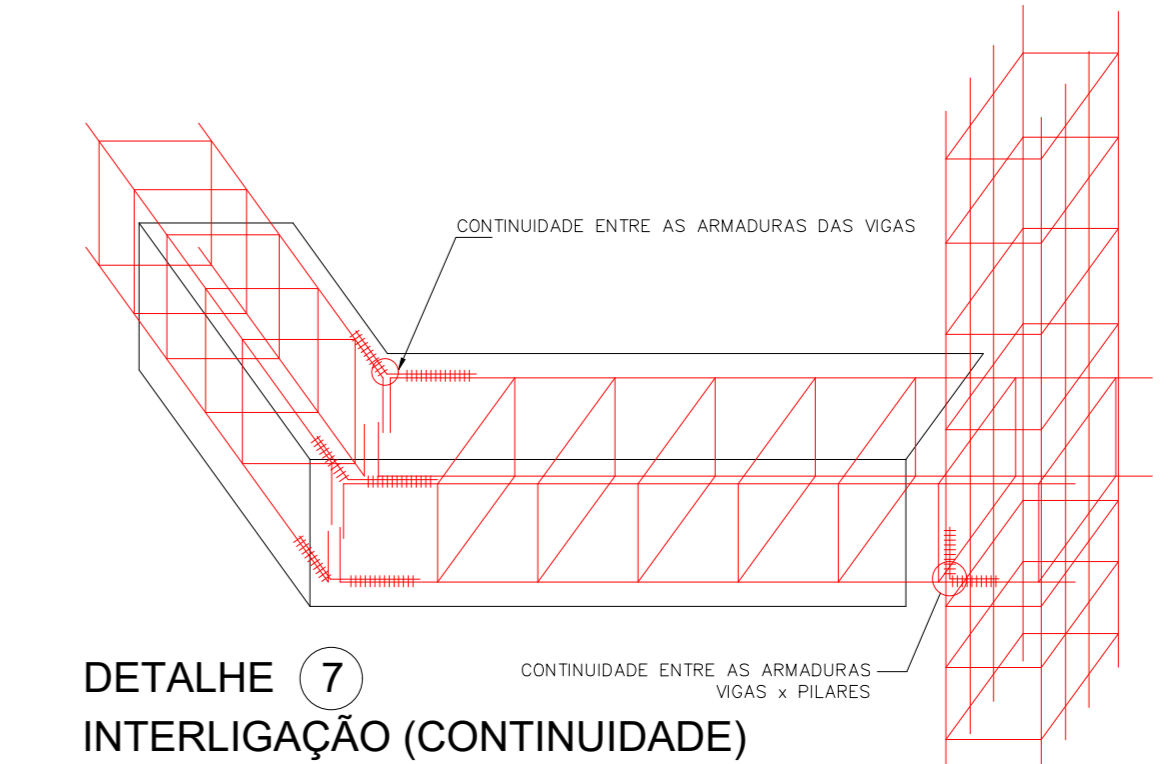 CONTINUIDADE ENTRE AS ARMADURAS DAS VIGAS
CONTINUIDADE ENTRE AS ARMADURAS
VIGAS x PILARES
DETALHE 7
INTERLIGAÇÃO (CONTINUIDADE)